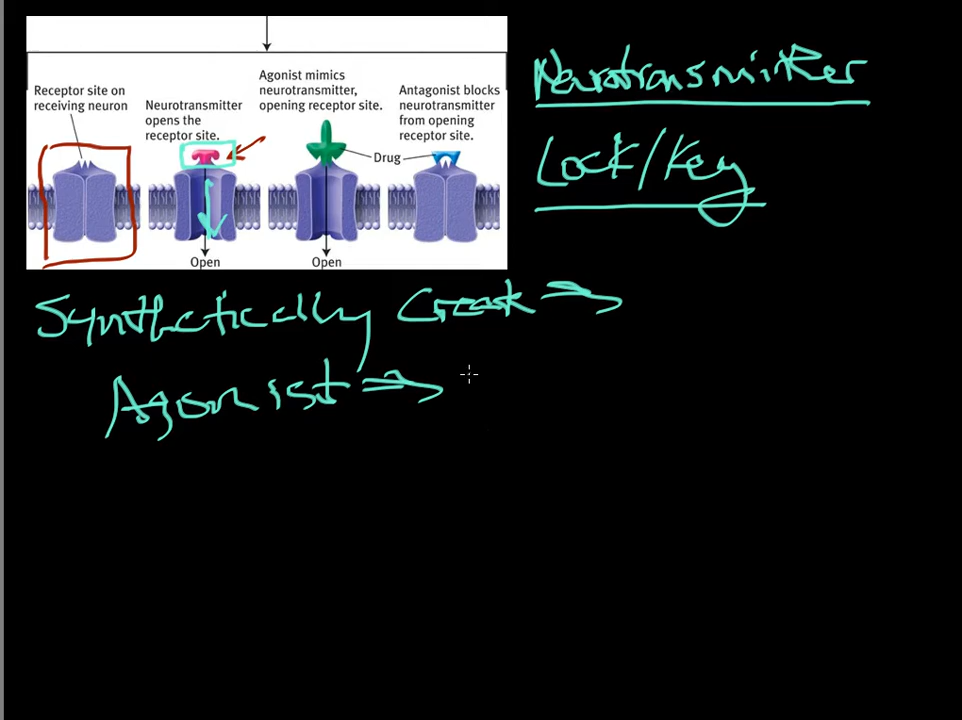 Receptor site on
receiving neuron
Neurotransmitter
opens the
receptor site.
Agonist mimics
neurotransmitter,
opening receptor site.
Antagonist blocks
neurotransmitter
from opening
receptor site.
Drug
Open
Open
Neurotransmitter
Lock/Key
Synthetically Create
Agonist